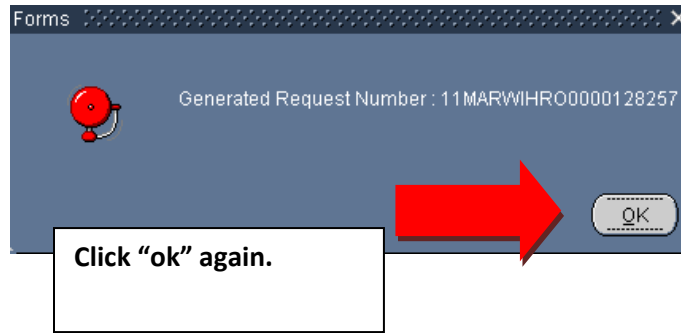 Forms
Generated Request Number : 11MARWIHRO0000128257
OK
Click “ok” again.